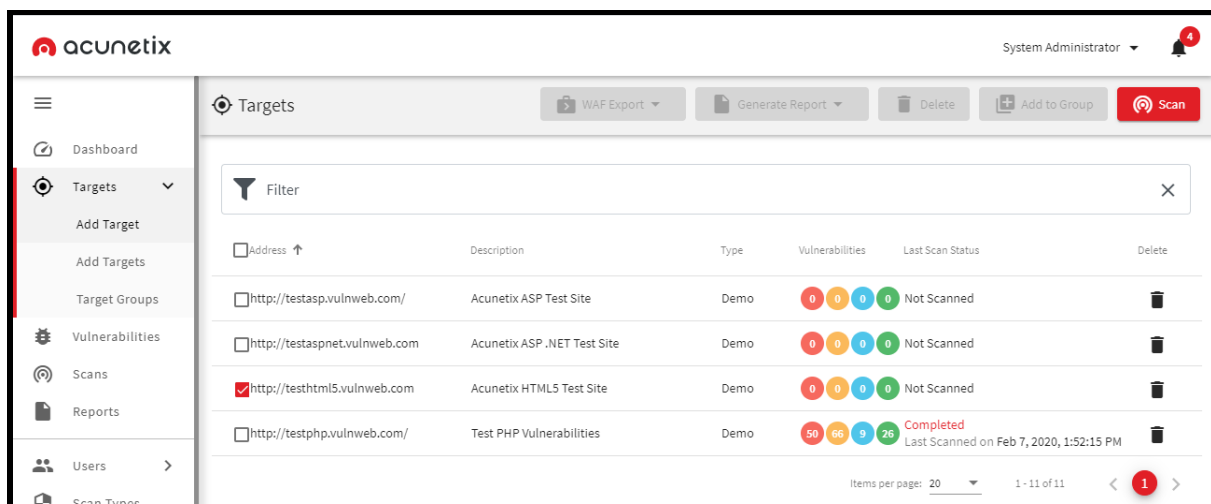 acunetix
System Administrator
4
Targets
WAF Export
Generate Report
Delete
Add to Group
Scan
Dashboard
Targets
Add Target
Add Targets
Target Groups
Vulnerabilities
Scans
Reports
Users
Scan Types
Filter
Address Description Type Vulnerabilities Last Scan Status Delete
http://testasp.vulnweb.com/ Acunetix ASP Test Site Demo 0 0 0 0 Not Scanned
http://testaspnet.vulnweb.com Acunetix ASP .NET Test Site Demo 0 0 0 0 Not Scanned
http://testhtml5.vulnweb.com Acunetix HTML5 Test Site Demo 0 0 0 0 Not Scanned
http://testphp.vulnweb.com/ Test PHP Vulnerabilities Demo 50 66 9 26 Completed
Last Scanned on Feb 7, 2020, 1:52:15 PM
Items per page: 20 1 - 11 of 11 1